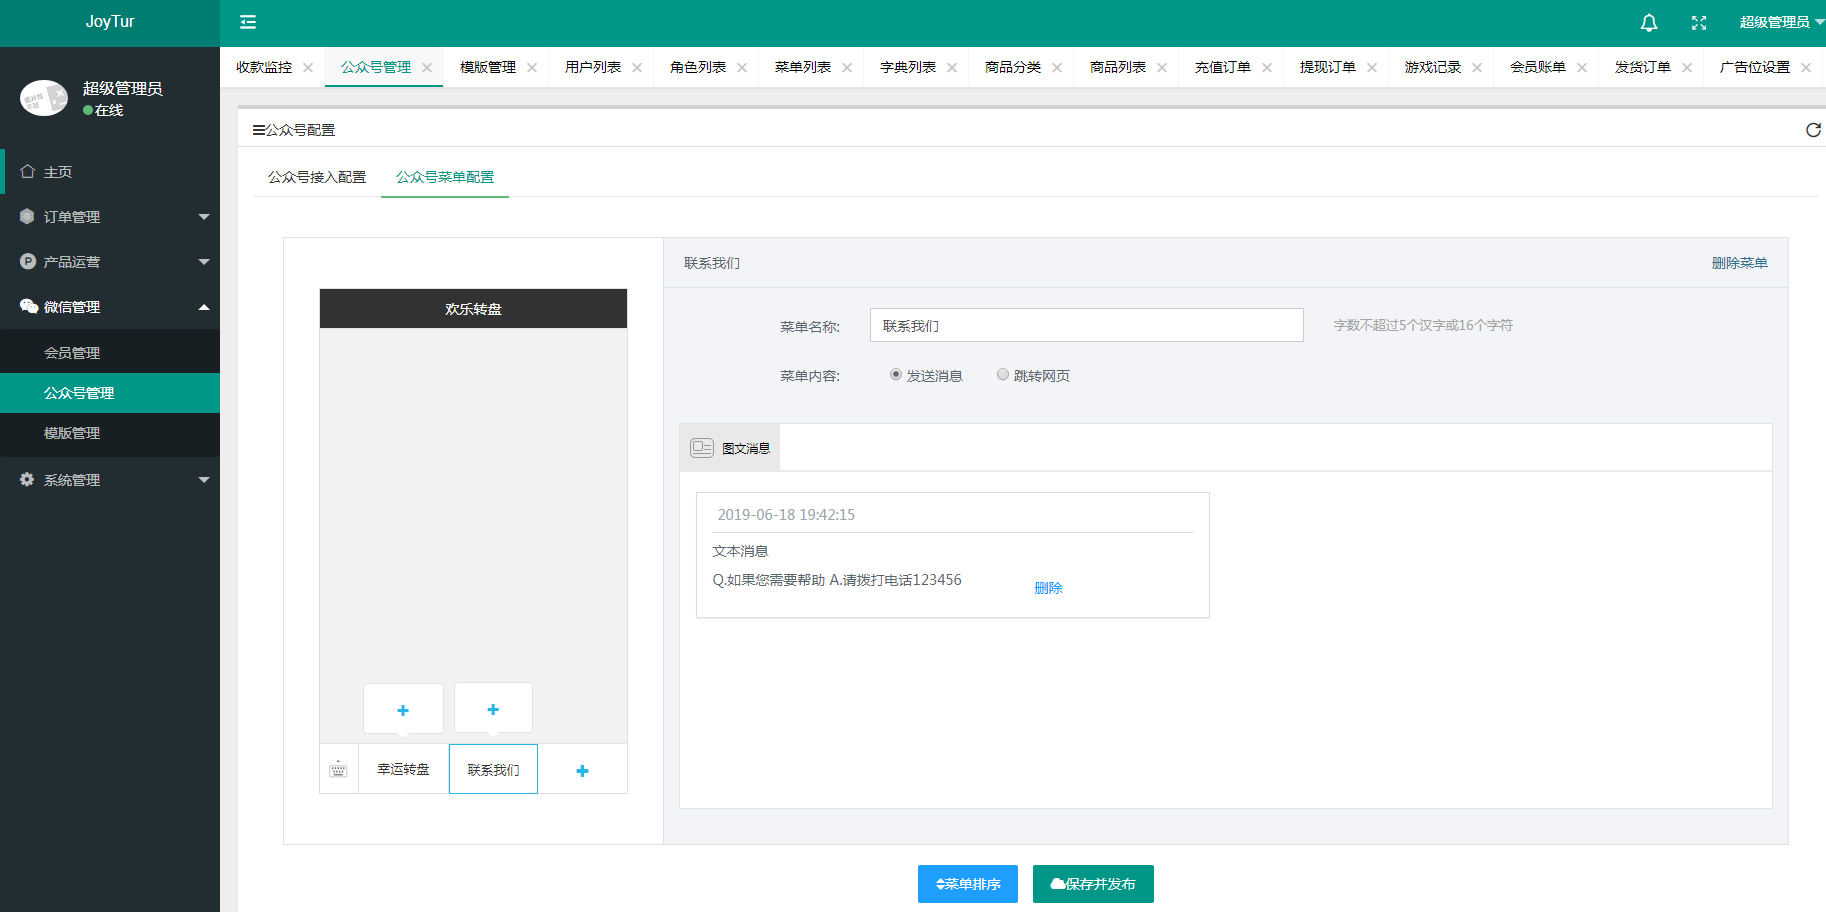 JoyTur
超级管理员
收款监控
公众号管理
模版管理
用户列表
角色列表
菜单列表
字典列表
商品分类
商品列表
充值订单
提现订单
游戏记录
会员账单
发货订单
广告位设置
超级管理员
在线
主页
订单管理
产品运营
微信管理
会员管理
公众号管理
模版管理
系统管理
公众号配置
公众号接入配置
公众号菜单配置
欢乐转盘
幸运转盘
联系我们
联系我们
删除菜单
菜单名称:
联系我们
字数不超过5个汉字或16个字符
菜单内容:
发送消息
跳转网页
图文消息
2019-06-18 19:42:15
文本消息
Q.如果您需要帮助 A.请拨打电话123456
删除
菜单排序
保存并发布